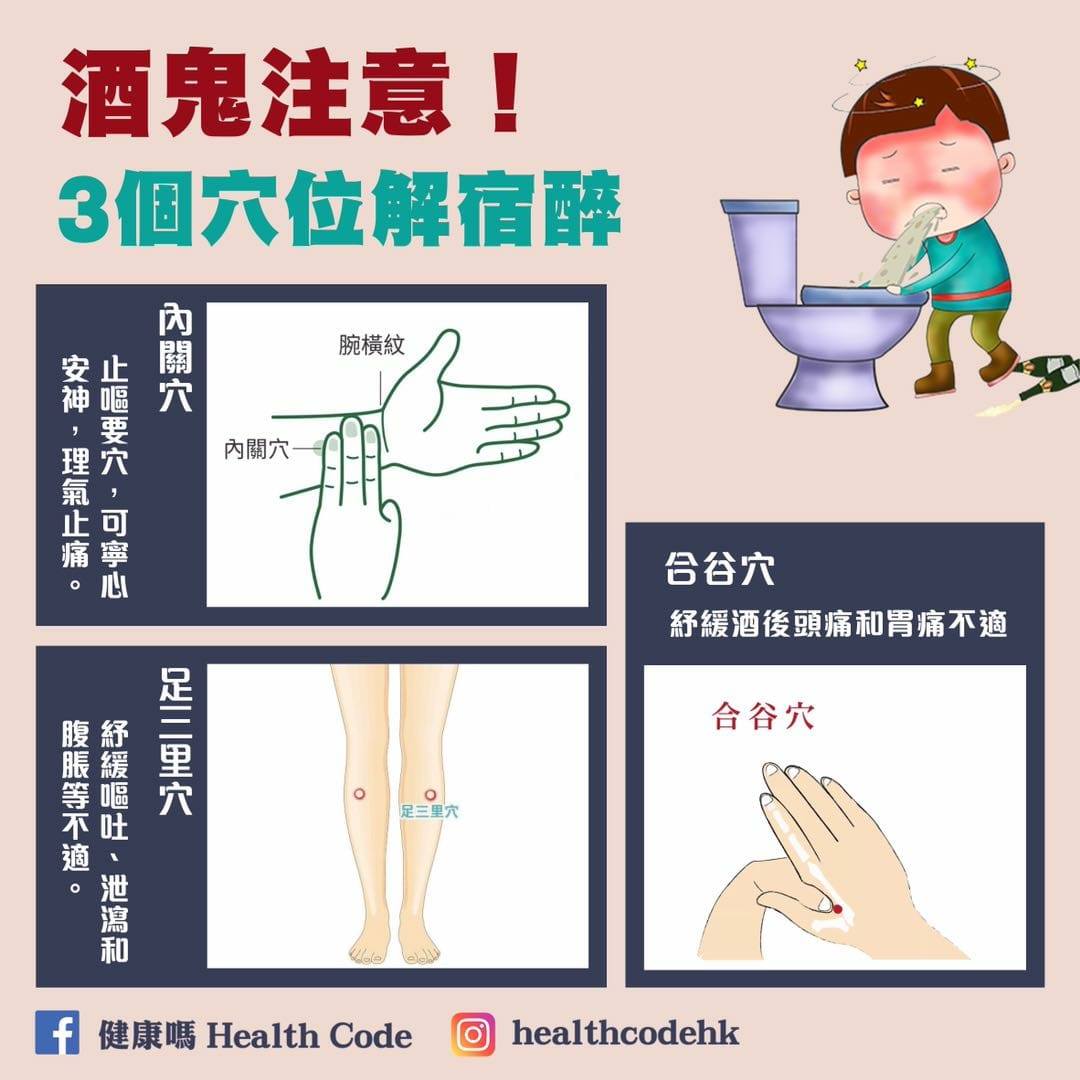 酒鬼注意！
3個穴位解宿醉
內關穴
止嘔要穴，可寧心
安神，理氣止痛。
腕橫紋
內關穴
合谷穴
紓緩酒後頭痛和胃痛不適
合谷穴
足三里穴
紓緩嘔吐、泄瀉和
腹脹等不適。
足三里穴
健康嗎 Health Code
healthcodehk